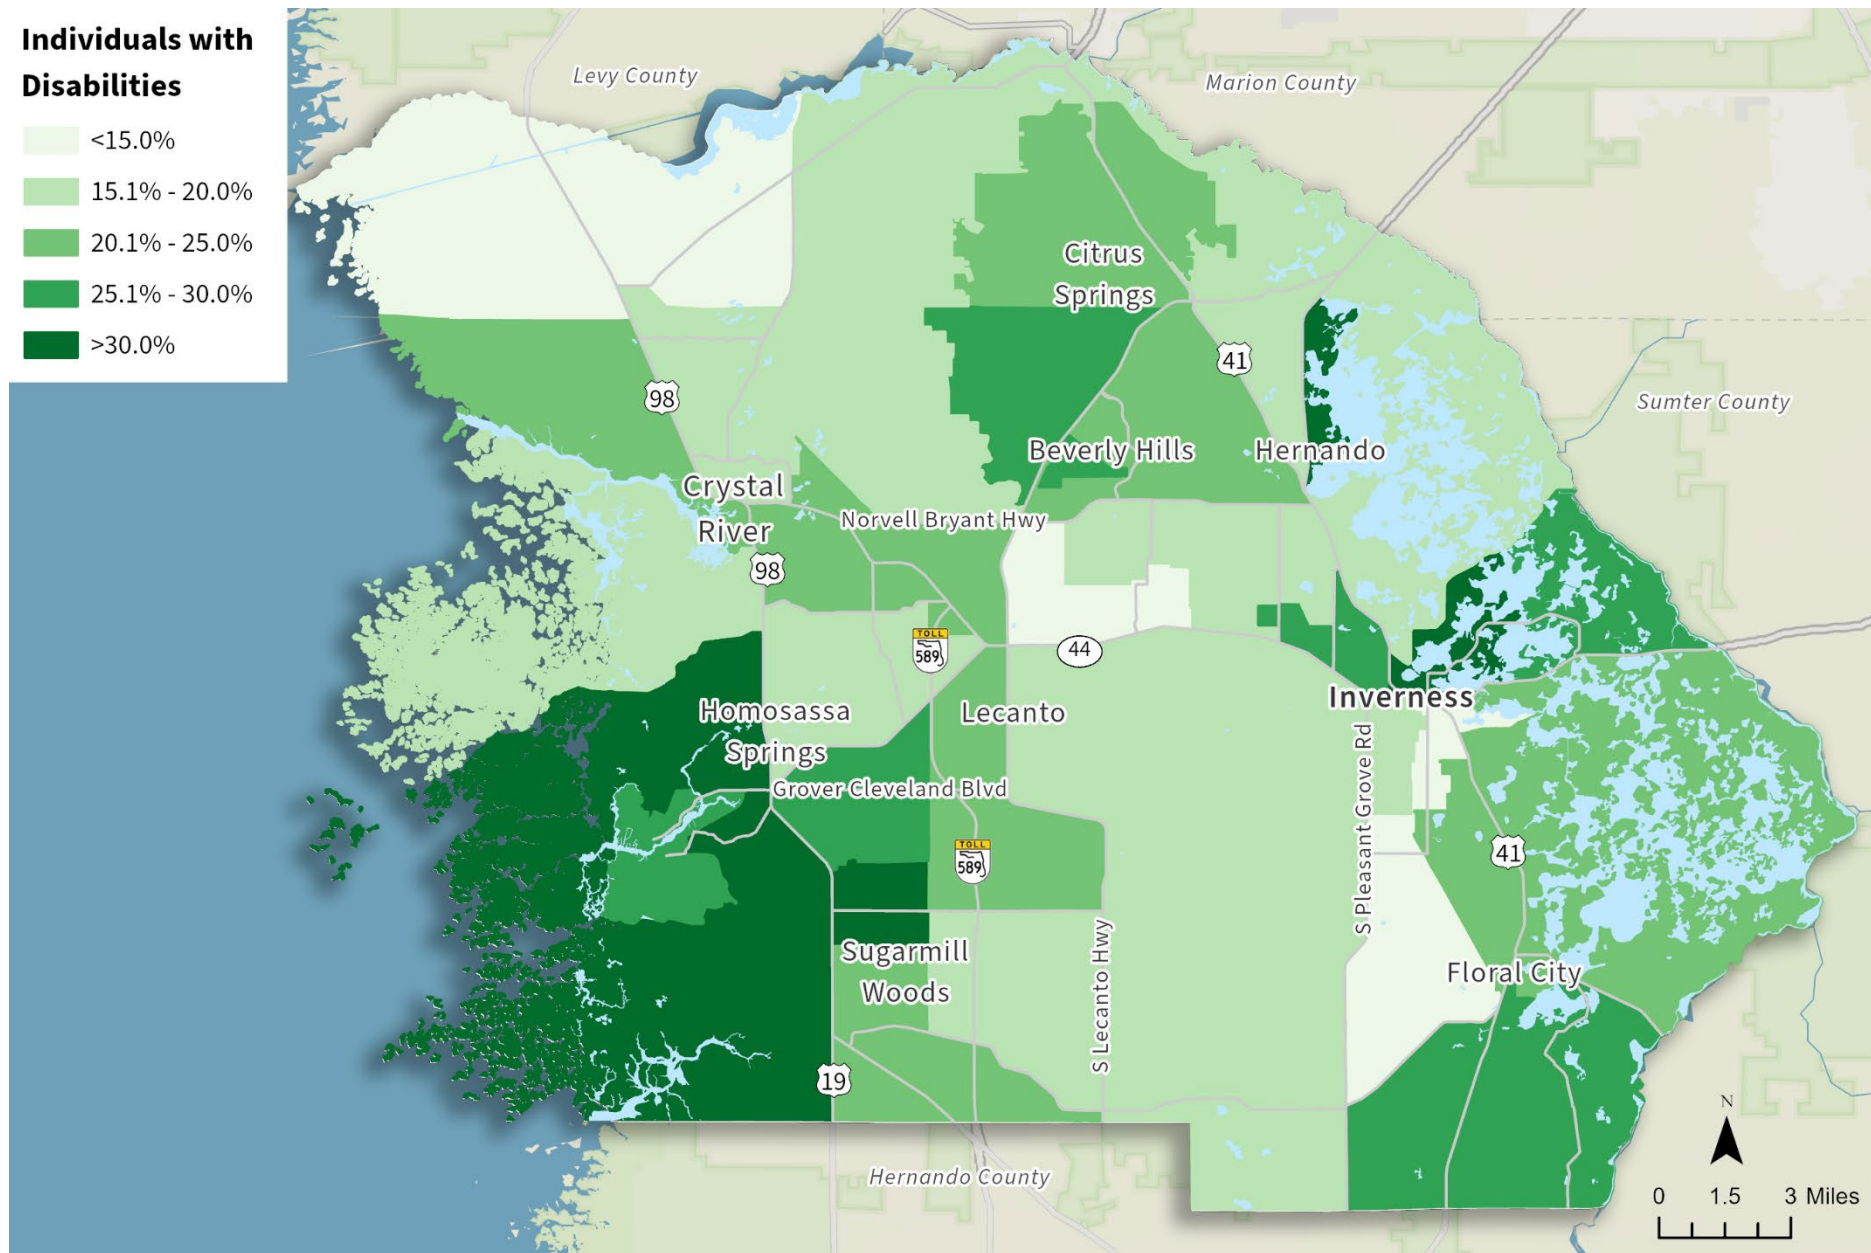 Individuals with
Disabilities
<15.0%
15.1% - 20.0%
20.1% - 25.0%
25.1% - 30.0%
>30.0%
Levy County
Marion County
Citrus
Springs
41
98
Sumter County
Beverly Hills
Hernando
Crystal
River
Norvell Bryant Hwy
98
TOLL
589
44
Inverness
Homosassa
Springs
Lecanto
S Pleasant Grove Rd
Grover Cleveland Blvd
TOLL
589
41
Sugarmill
Woods
S Lecanto Hwy
Floral City
19
Hernando County
N
0 1.5 3 Miles